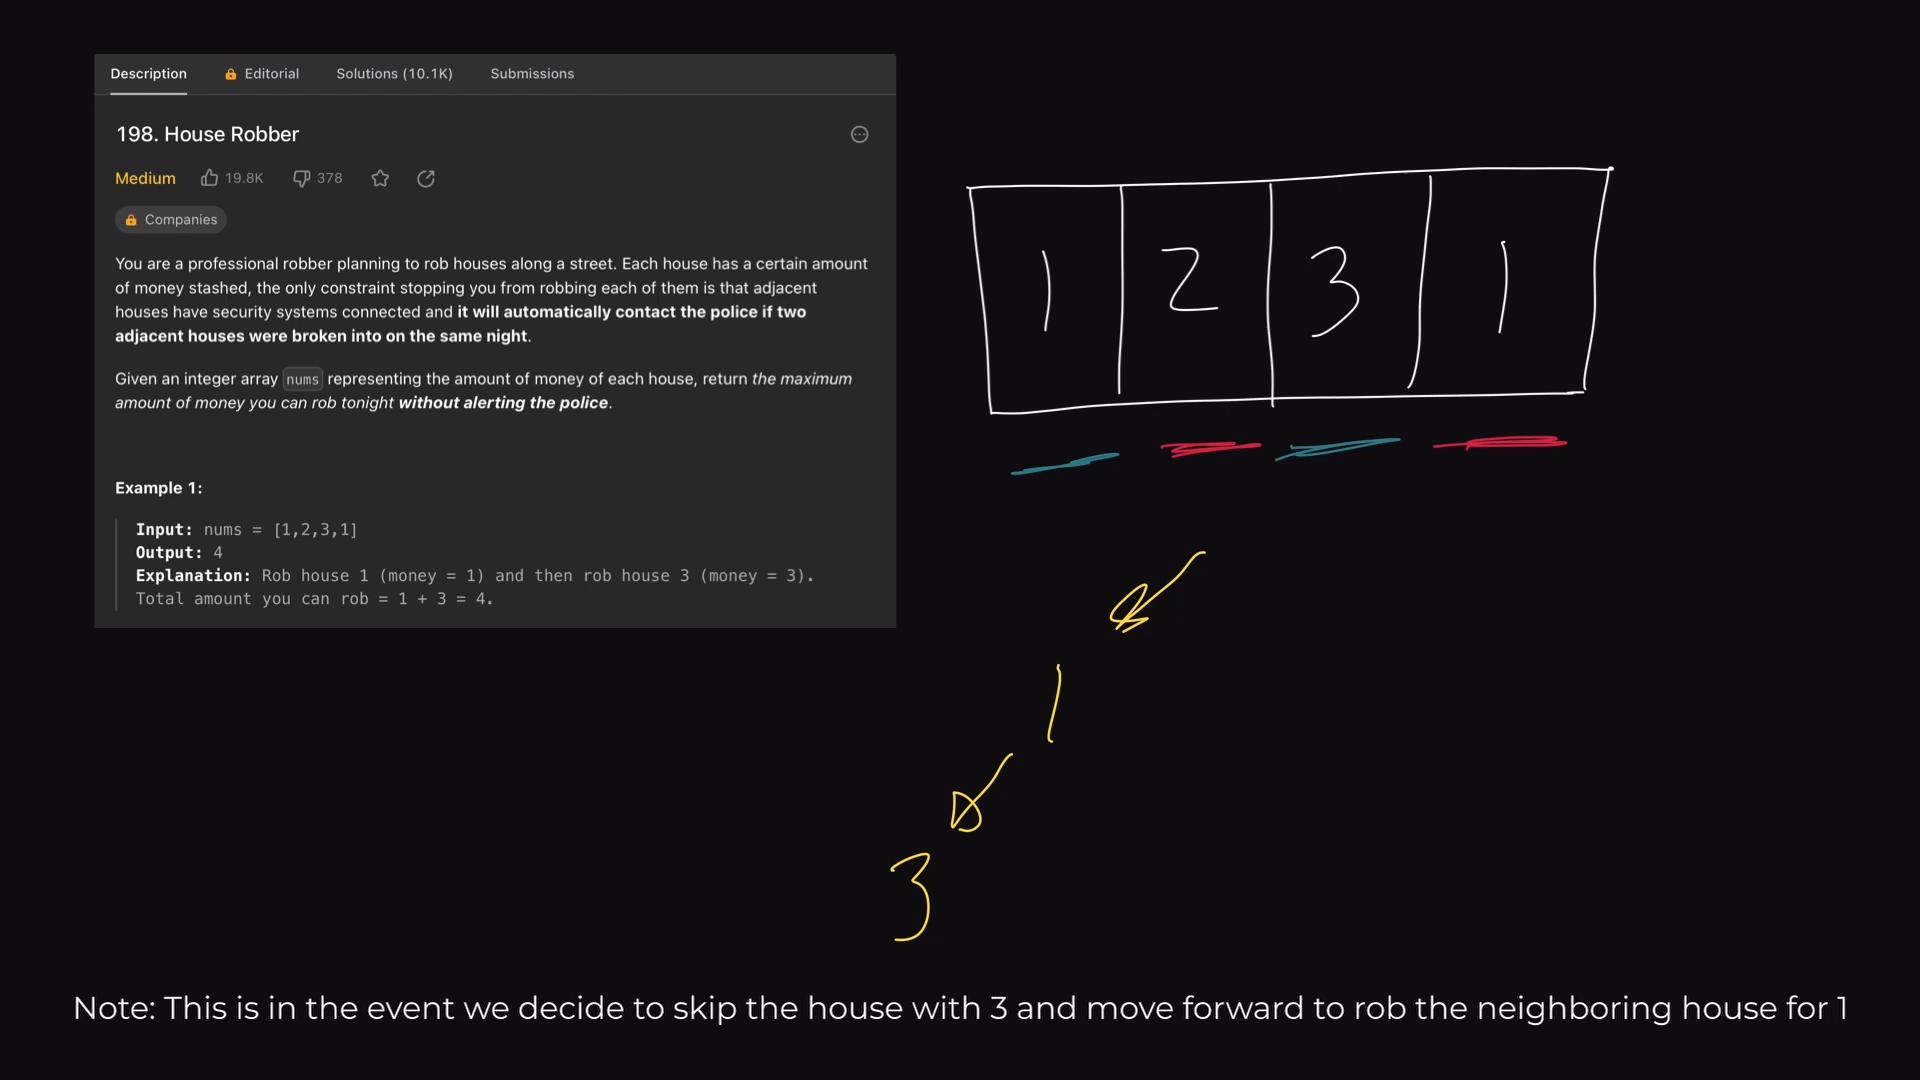 Description Editorial Solutions (10.1K) Submissions
198. House Robber
Medium 19.8K 378
Companies
You are a professional robber planning to rob houses along a street. Each house has a certain amount
of money stashed, the only constraint stopping you from robbing each of them is that adjacent
houses have security systems connected and it will automatically contact the police if two
adjacent houses were broken into on the same night.
Given an integer array nums representing the amount of money of each house, return the maximum
amount of money you can rob tonight without alerting the police.
Example 1:
Input: nums = [1,2,3,1]
Output: 4
Explanation: Rob house 1 (money = 1) and then rob house 3 (money = 3).
Total amount you can rob = 1 + 3 = 4.
1 2 3 1
1
3
Note: This is in the event we decide to skip the house with 3 and move forward to rob the neighboring house for 1